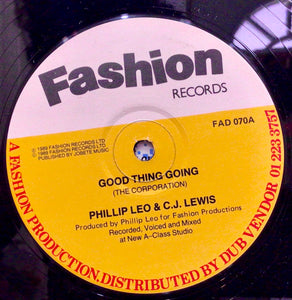 Fashion
RECORDS
℗ 1989 FASHION RECORDS LTD
© 1989 FASHION RECORDS LTD
PUBLISHED BY JOBETE MUSIC
FAD 070A
GOOD THING GOING
(THE CORPORATION)
PHILLIP LEO & C.J. LEWIS
Produced by Phillip Leo for Fashion Productions
Recorded, Voiced and Mixed
at New A-Class Studio
A FASHION PRODUCTION.DISTRIBUTED BY DUB VENDOR 01 223 3757